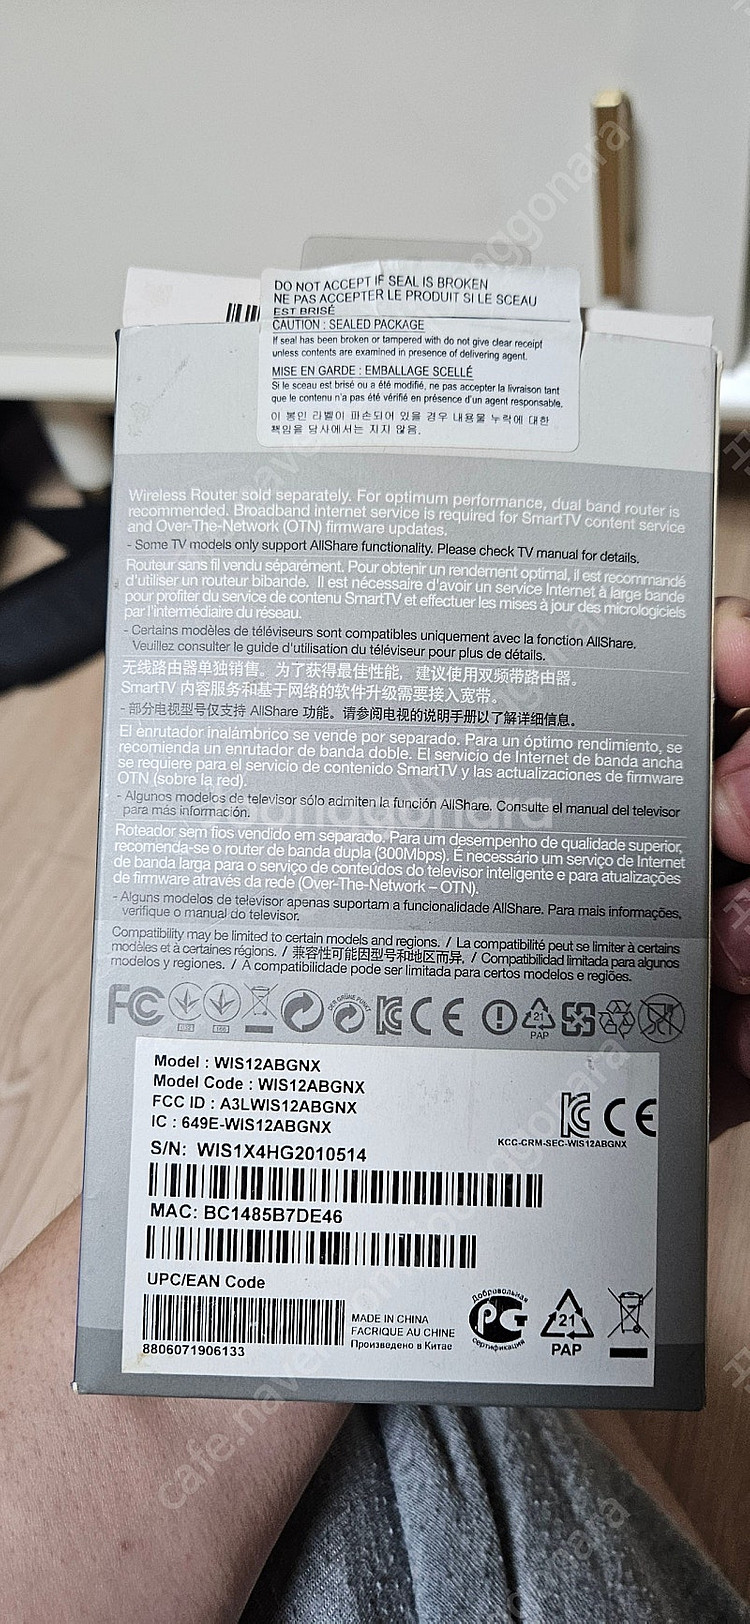 DO NOT ACCEPT IF SEAL IS BROKEN
NE PAS ACCEPTER LE PRODUIT SI LE SCEAU
EST BRISÉ
CAUTION : SEALED PACKAGE
If seal has been broken or tampered with do not give clear receipt
unless contents are examined in presence of delivering agent.
MISE EN GARDE : EMBALLAGE SCELLÉ
Si le sceau est brisé ou a été modifié, ne pas accepter la livraison tant
que le contenu n'a pas été vérifié en présence d'un agent responsable.
이 봉인 라벨이 파손되어 있을 경우 내용물 누락에 대한
책임을 당사에서는 지지 않음.
Wireless Router sold separately. For optimum performance, dual band router is
recommended. Broadband internet service is required for SmartTV content service
and Over-The-Network (OTN) firmware updates.
- Some TV models only support AllShare functionality. Please check TV manual for details.
Routeur sans fil vendu séparément. Pour obtenir un rendement optimal, il est recommandé
d'utiliser un routeur bibande. Il est nécessaire d'avoir un service Internet à large bande
pour profiter du service de contenu SmartTV et effectuer les mises à jour des micrologiciels
par l'intermédiaire du réseau.
- Certains modèles de téléviseurs sont compatibles uniquement avec la fonction AllShare.
Veuillez consulter le guide d'utilisation du téléviseur pour plus de détails.
无线路由器单独销售。为了获得最佳性能，建议使用双频带路由器。
SmartTV 内容服务和基于网络的软件升级需要接入宽带。
- 部分电视型号仅支持 AllShare 功能。请参阅电视的说明手册以了解详细信息。
El enrutador inalámbrico se vende por separado. Para un óptimo rendimiento, se
recomienda un enrutador de banda doble. El servicio de Internet de banda ancha
se requiere para el servicio de contenido SmartTV y las actualizaciones de firmware
OTN (sobre la red).
- Algunos modelos de televisor sólo admiten la función AllShare. Consulte el manual del televisor
para más información.
Roteador sem fios vendido em separado. Para um desempenho de qualidade superior,
recomenda-se o router de banda dupla (300Mbps). É necessário um serviço de Internet
de banda larga para o serviço de conteúdos do televisor inteligente e para atualizações
de firmware através da rede (Over-The-Network – OTN).
- Alguns modelos de televisor apenas suportam a funcionalidade AllShare. Para mais informações,
verifique o manual do televisor.
Compatibility may be limited to certain models and regions. / La compatibilité peut se limiter à certains
modèles et à certaines régions. / 兼容性可能因型号和地区而异. / Compatibilidad limitada para algunos
modelos y regiones. / A compatibilidade pode ser limitada para certos modelos e regiões.
FC DER GRÜNE PUNKT CE 21 PAP
Model : WIS12ABGNX
Model Code : WIS12ABGNX
FCC ID : A3LWIS12ABGNX
IC : 649E-WIS12ABGNX
CE
KCC-CRM-SEC-WIS12ABGNX
S/N: WIS1X4HG2010514
MAC: BC1485B7DE46
UPC/EAN Code
8806071906133
MADE IN CHINA
FACRIQUE AU CHINE
Произведено в Китае
Добровольная
сертификация
21
PAP
cafe.naver